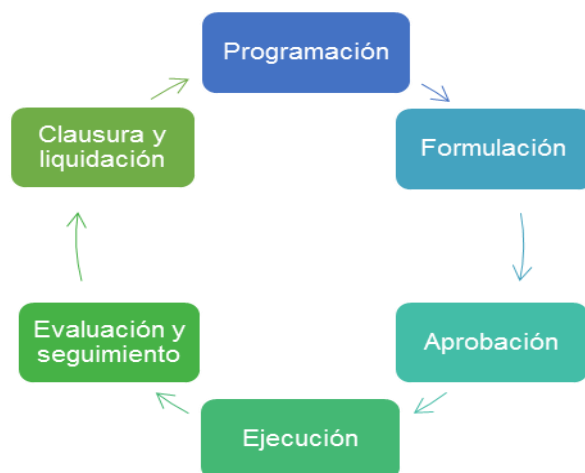 Programación
Formulación
Aprobación
Ejecución
Evaluación y
seguimiento
Clausura y
liquidación